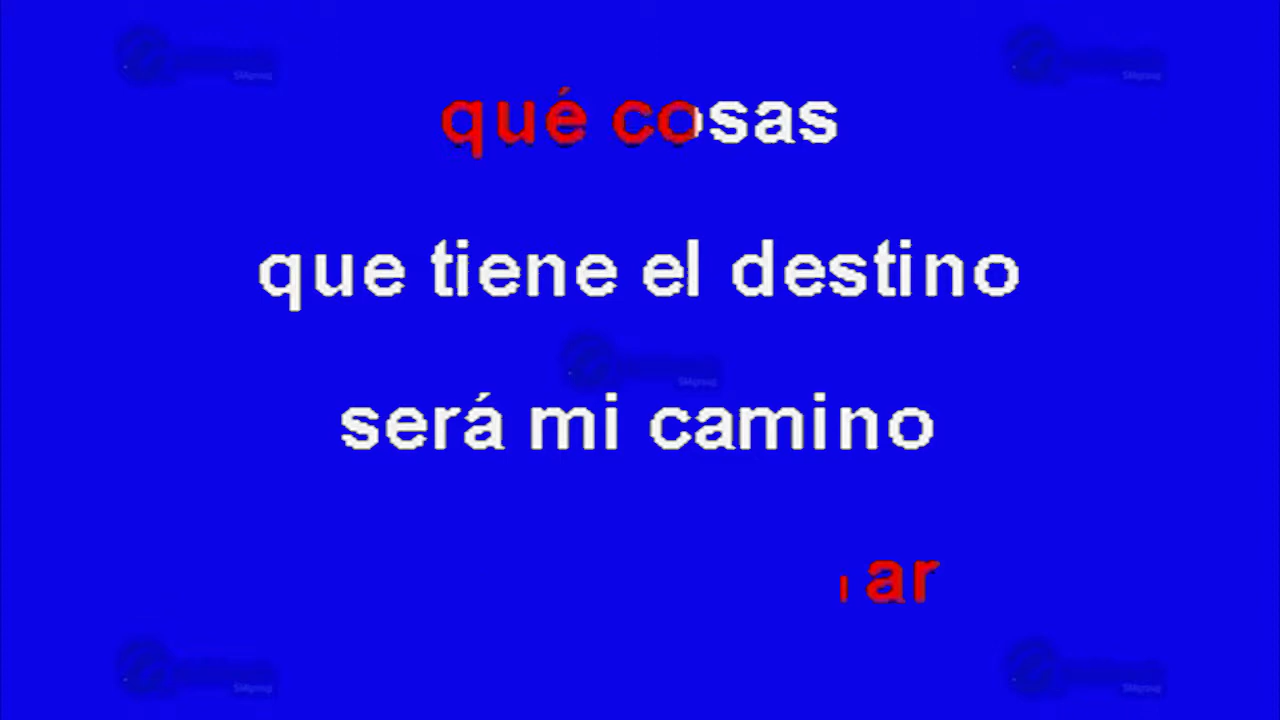 qué cosas
que tiene el destino
será mi camino
ar